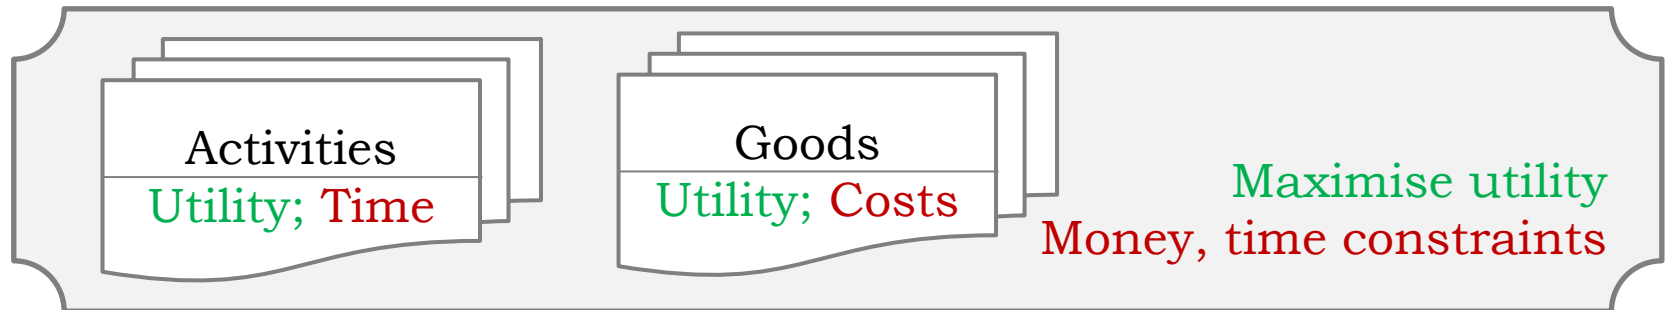 Activities
Utility; Time
Goods
Utility; Costs
Maximise utility
Money, time constraints